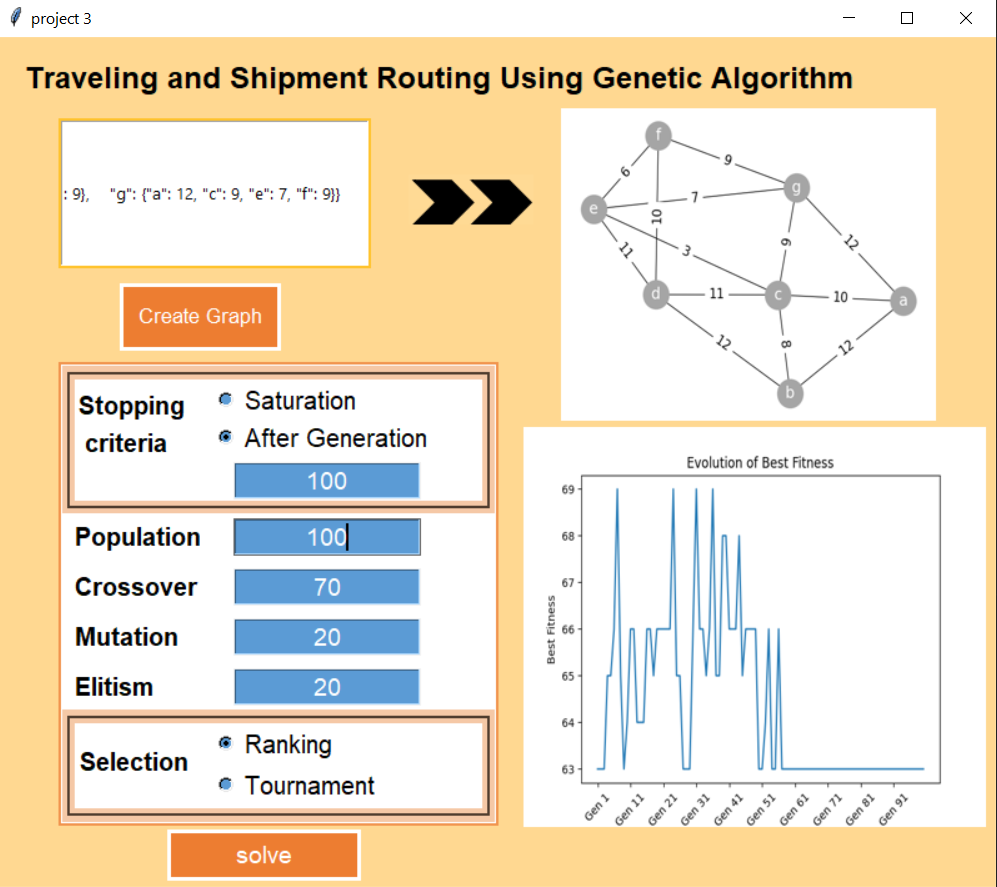 project 3
Traveling and Shipment Routing Using Genetic Algorithm
: 9}, "g": {"a": 12, "c": 9, "e": 7, "f": 9}}
Create Graph
f
9
6
g
7
e
10
9
12
11
3
d
11
c
10
a
12
8
12
b
Stopping
criteria
Saturation
After Generation
100
Population
100
Crossover
70
Mutation
20
Elitism
20
Selection
Ranking
Tournament
solve
Evolution of Best Fitness
Best Fitness
69
68
67
66
65
64
63
Gen 1
Gen 11
Gen 21
Gen 31
Gen 41
Gen 51
Gen 61
Gen 71
Gen 81
Gen 91